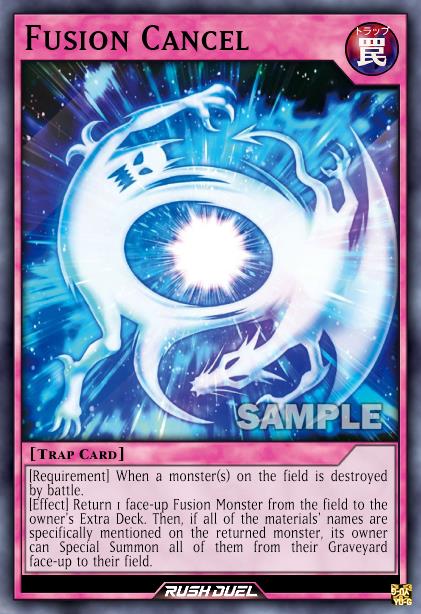 Fusion Cancel
トラップ
罠
SAMPLE
[Trap Card]
[Requirement] When a monster(s) on the field is destroyed
by battle.
[Effect] Return 1 face-up Fusion Monster from the field to the
owner's Extra Deck. Then, if all of the materials' names are
specifically mentioned on the returned monster, its owner
can Special Summon all of them from their Graveyard
face-up to their field.
RUSH DUEL